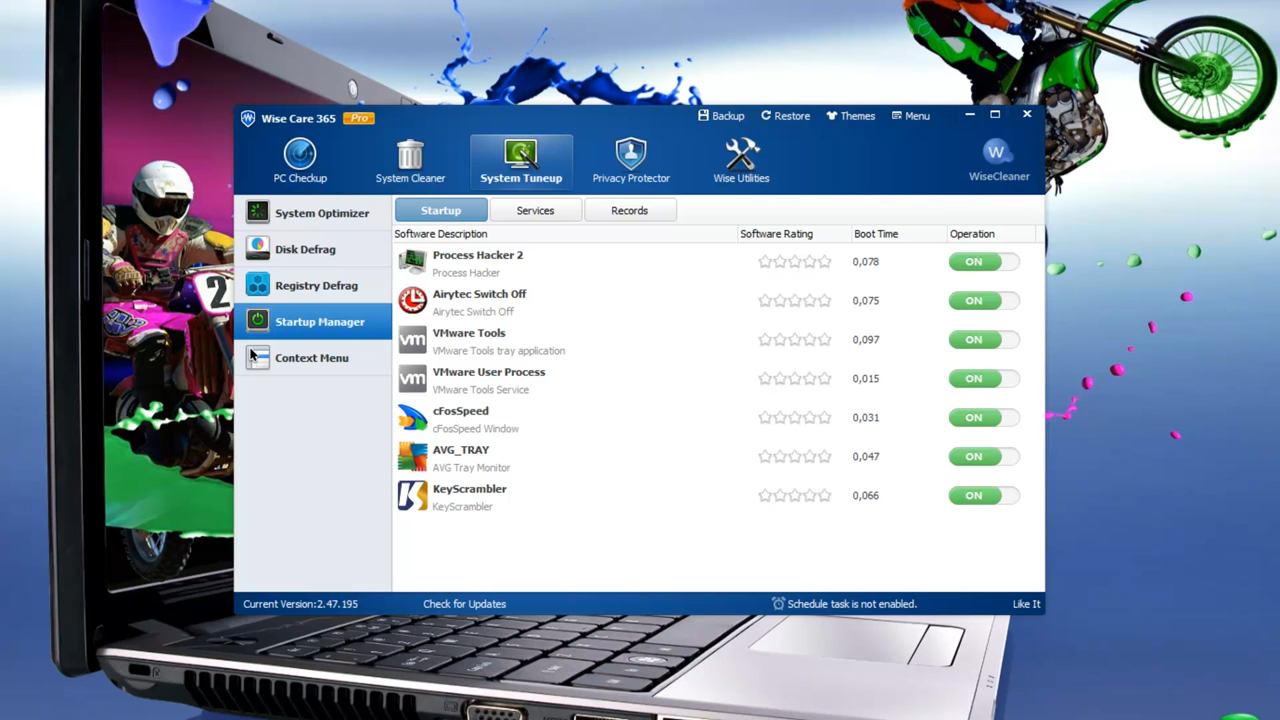 Wise Care 365 Pro
Backup Restore Themes Menu
PC Checkup System Cleaner System Tuneup Privacy Protector Wise Utilities
W
WiseCleaner
System Optimizer
Disk Defrag
Registry Defrag
Startup Manager
Context Menu
Startup Services Records
Software Description Software Rating Boot Time Operation
Process Hacker 2
Process Hacker
0,078 ON
Airytec Switch Off
Airytec Switch Off
0,075 ON
vm VMware Tools
VMware Tools tray application
0,097 ON
vm VMware User Process
VMware Tools Service
0,015 ON
cFosSpeed
cFosSpeed Window
0,031 ON
AVG_TRAY
AVG Tray Monitor
0,047 ON
KeyScrambler
KeyScrambler
0,066 ON
Current Version:2.47.195 Check for Updates Schedule task is not enabled. Like It
2